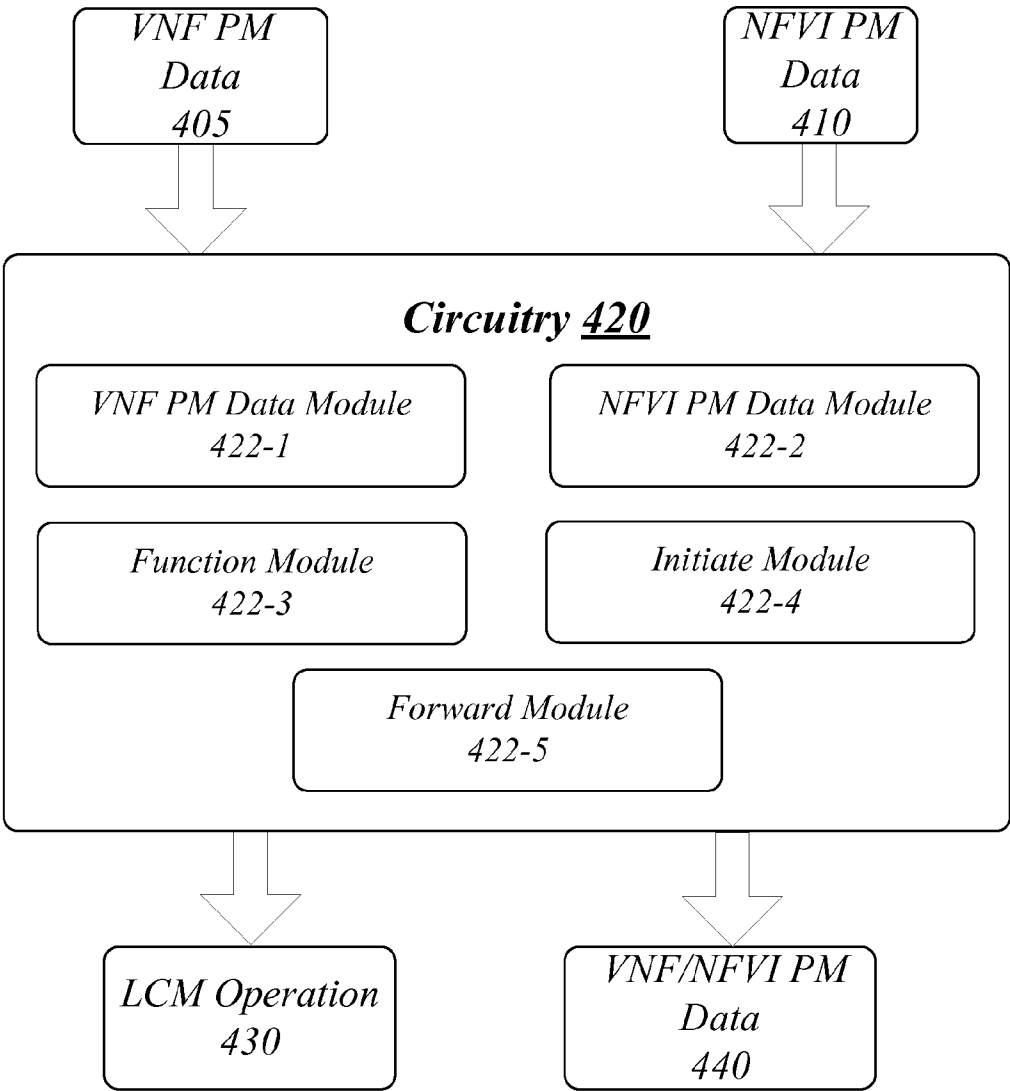 VNF PM
Data
405
NFVI PM
Data
410
Circuitry 420
VNF PM Data Module
422-1
NFVI PM Data Module
422-2
Function Module
422-3
Initiate Module
422-4
Forward Module
422-5
LCM Operation
430
VNF/NFVI PM
Data
440